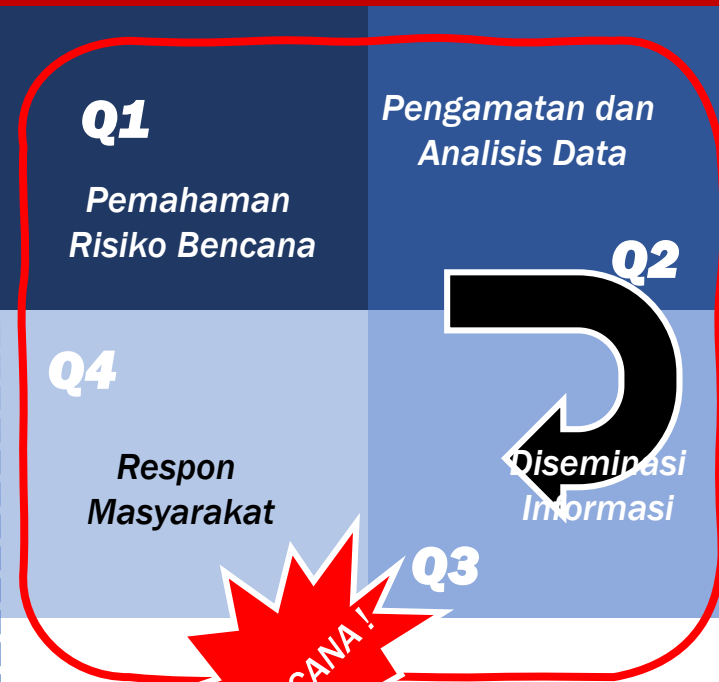 Q1
Pemahaman
Risiko Bencana
Pengamatan dan
Analisis Data
Q2
Q4
Respon
Masyarakat
Diseminasi
Informasi
Q3